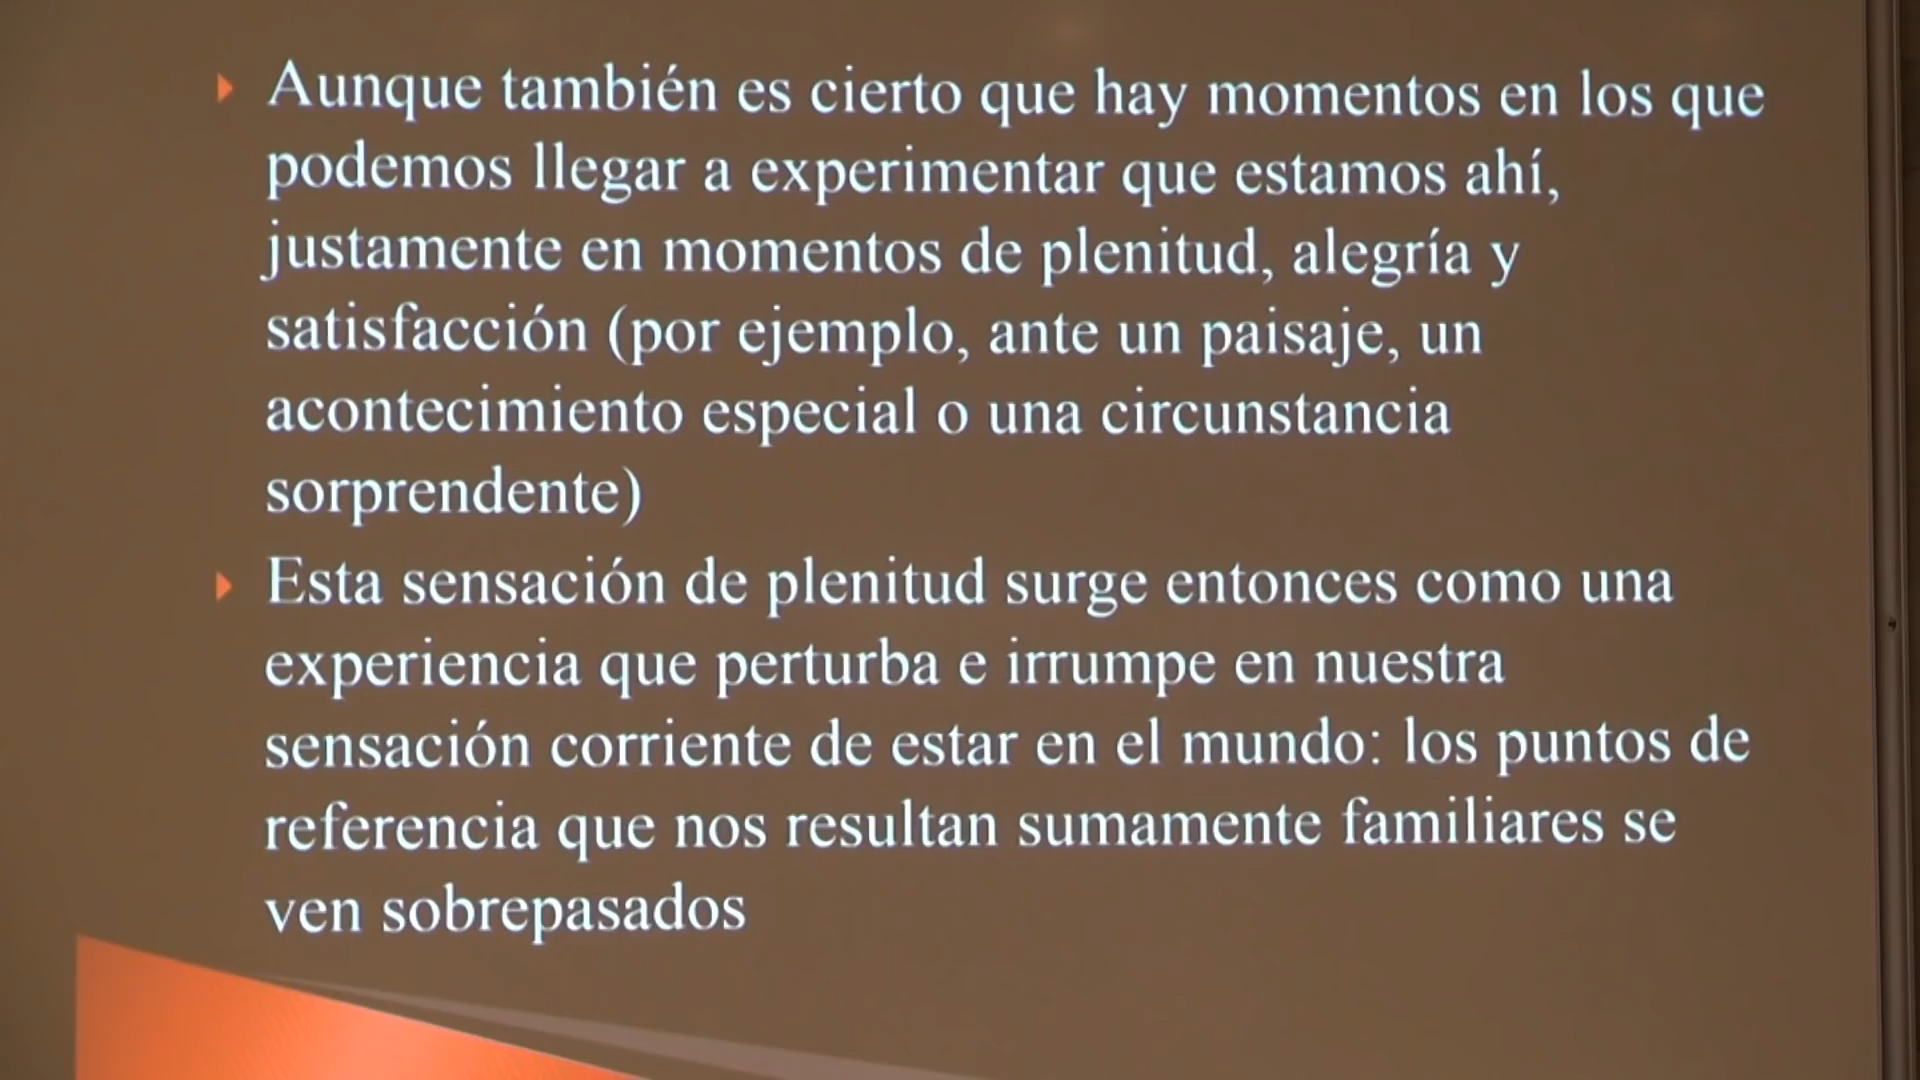 Aunque también es cierto que hay momentos en los que
podemos llegar a experimentar que estamos ahí,
justamente en momentos de plenitud, alegría y
satisfacción (por ejemplo, ante un paisaje, un
acontecimiento especial o una circunstancia
sorprendente)
Esta sensación de plenitud surge entonces como una
experiencia que perturba e irrumpe en nuestra
sensación corriente de estar en el mundo: los puntos de
referencia que nos resultan sumamente familiares se
ven sobrepasados